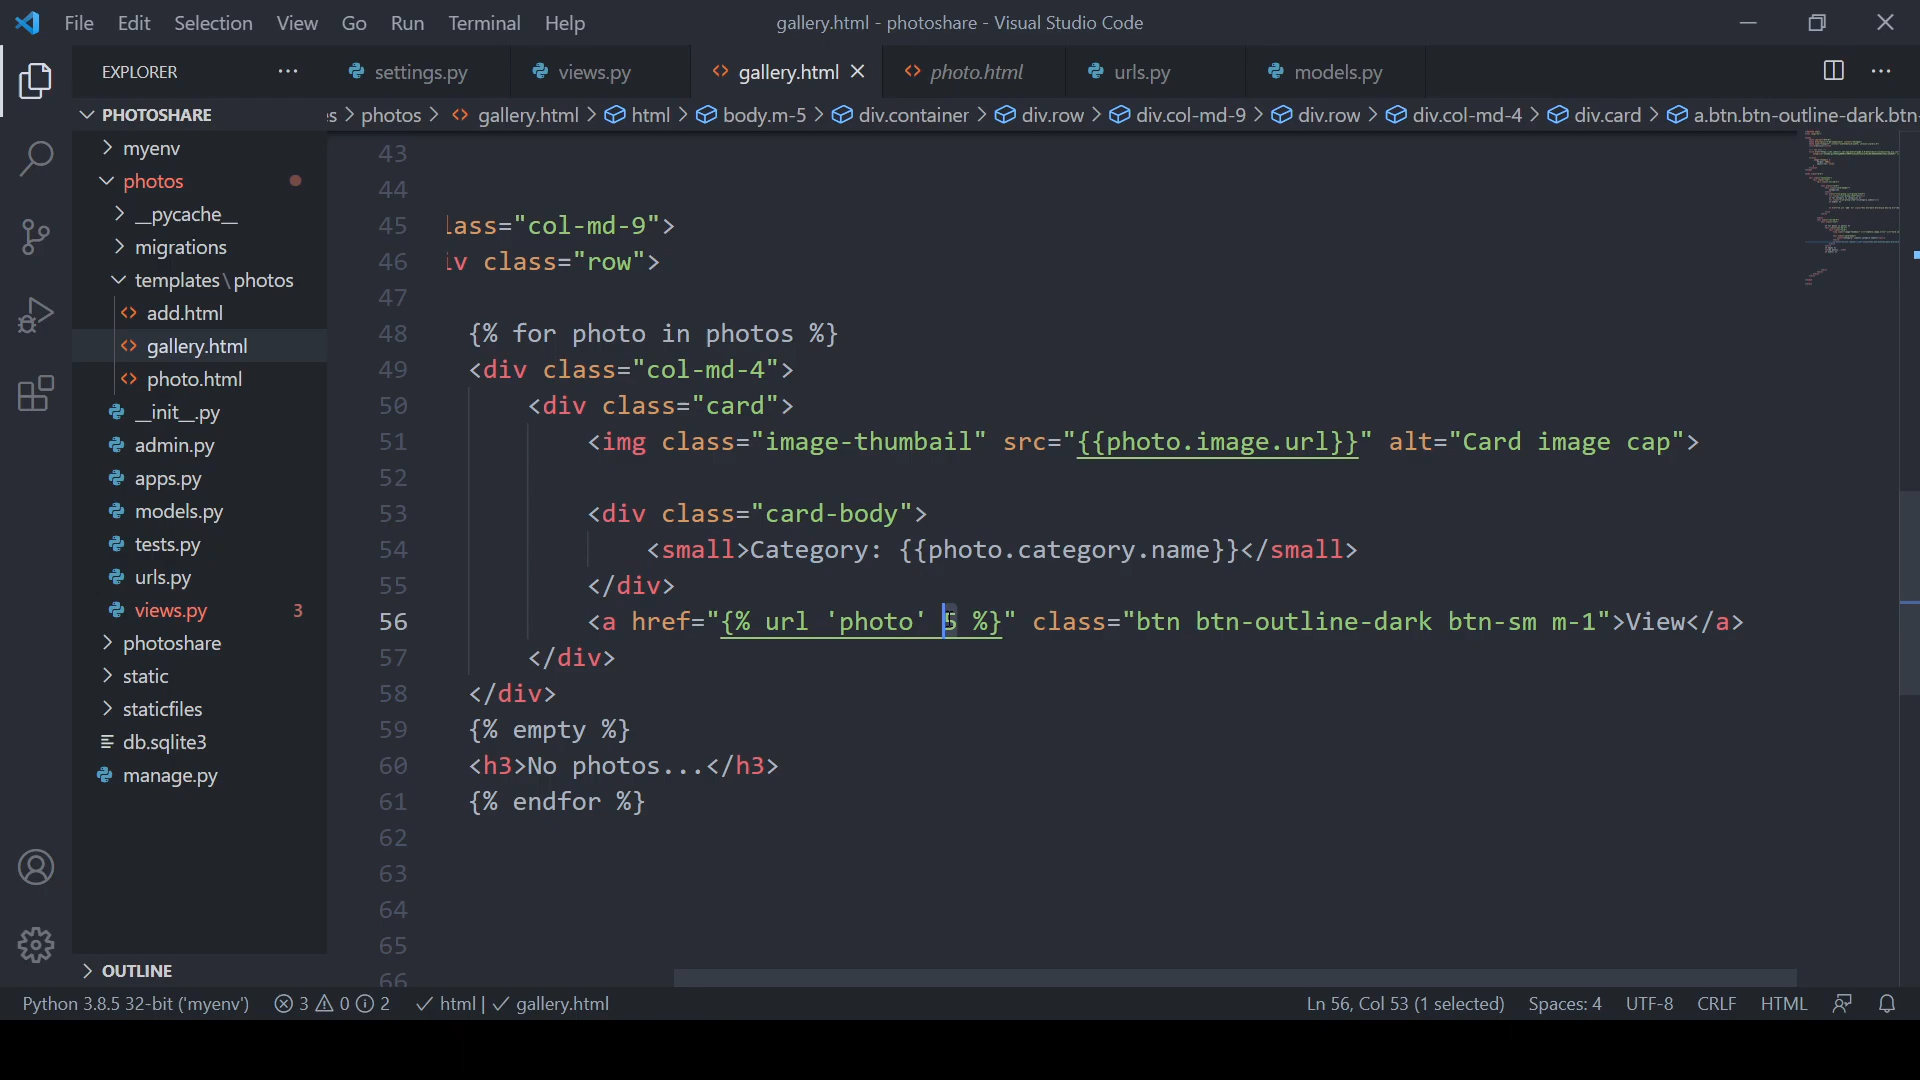 File Edit Selection View Go Run Terminal Help
gallery.html - photoshare - Visual Studio Code
EXPLORER
settings.py
views.py
gallery.html
photo.html
urls.py
models.py
PHOTOSHARE
photos > gallery.html > html > body.m-5 > div.container > div.row > div.col-md-9 > div.row > div.col-md-4 > div.card > a.btn.btn-outline-dark.btn-
myenv
photos
__pycache__
migrations
templates\photos
add.html
gallery.html
photo.html
__init__.py
admin.py
apps.py
models.py
tests.py
urls.py
views.py 3
photoshare
static
staticfiles
db.sqlite3
manage.py
OUTLINE
43
44
45 lass="col-md-9">
46 iv class="row">
47
48 {% for photo in photos %}
49 <div class="col-md-4">
50 <div class="card">
51 <img class="image-thumbail" src="{{photo.image.url}}" alt="Card image cap">
52
53 <div class="card-body">
54 <small>Category: {{photo.category.name}}</small>
55 </div>
56 <a href="{% url 'photo' 5 %}" class="btn btn-outline-dark btn-sm m-1">View</a>
57 </div>
58 </div>
59 {% empty %}
60 <h3>No photos...</h3>
61 {% endfor %}
62
63
64
65
66
Python 3.8.5 32-bit ('myenv') 3 0 2 html | gallery.html
Ln 56, Col 53 (1 selected) Spaces: 4 UTF-8 CRLF HTML